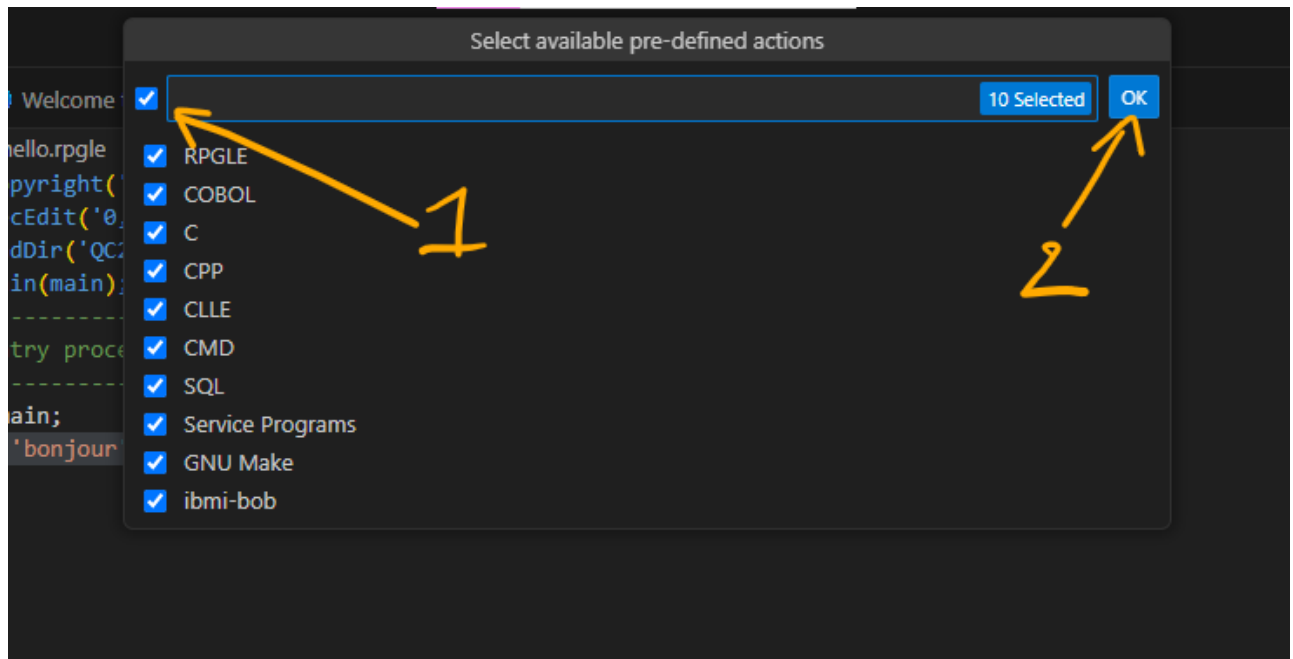 Select available pre-defined actions
Welcome
10 Selected
OK
hello.rpgle
RPGLE
pyright('
COBOL
cEdit('0,
C
dDir('QC2
CPP
in(main);
CLLE
try proce
CMD
SQL
ain;
Service Programs
'bonjour'
GNU Make
ibmi-bob
1
2